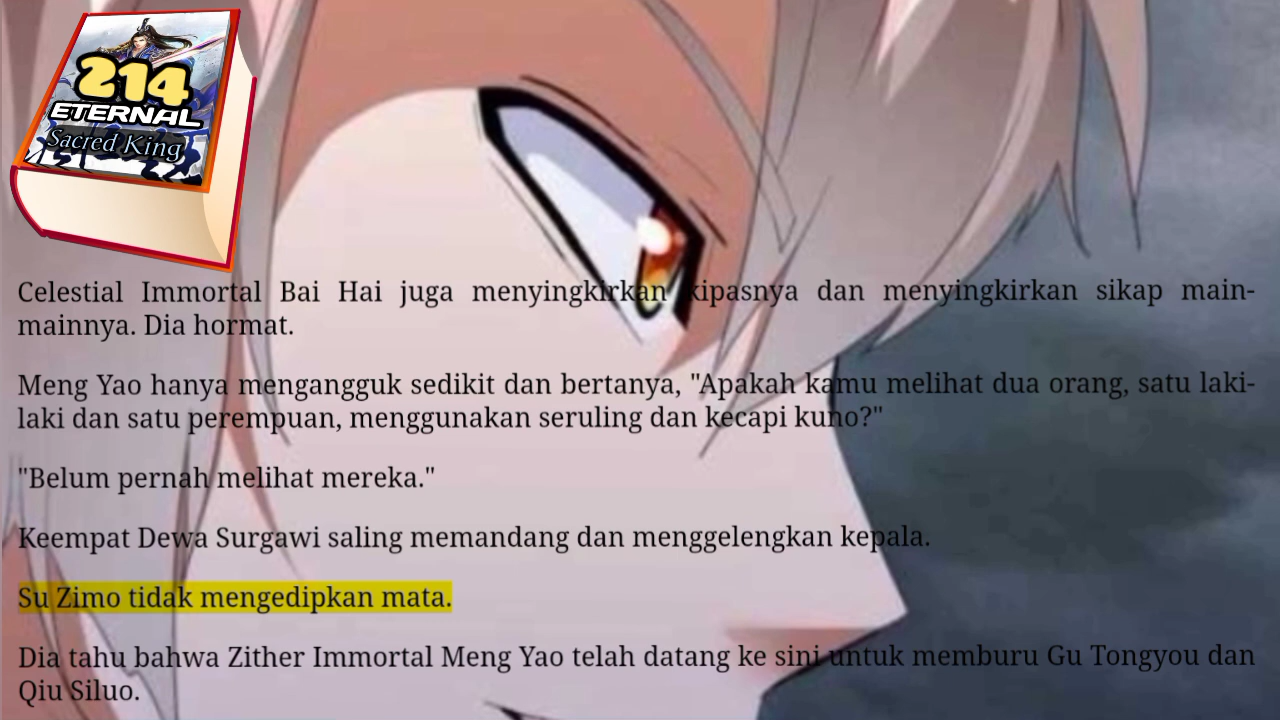 214
ETERNAL
Sacred King
Celestial Immortal Bai Hai juga menyingkirkan kipasnya dan menyingkirkan sikap main-
mainnya. Dia hormat.
Meng Yao hanya mengangguk sedikit dan bertanya, "Apakah kamu melihat dua orang, satu laki-
laki dan satu perempuan, menggunakan seruling dan kecapi kuno?"
"Belum pernah melihat mereka."
Keempat Dewa Surgawi saling memandang dan menggelengkan kepala.
Su Zimo tidak mengedipkan mata.
Dia tahu bahwa Zither Immortal Meng Yao telah datang ke sini untuk memburu Gu Tongyou dan
Qiu Siluo.